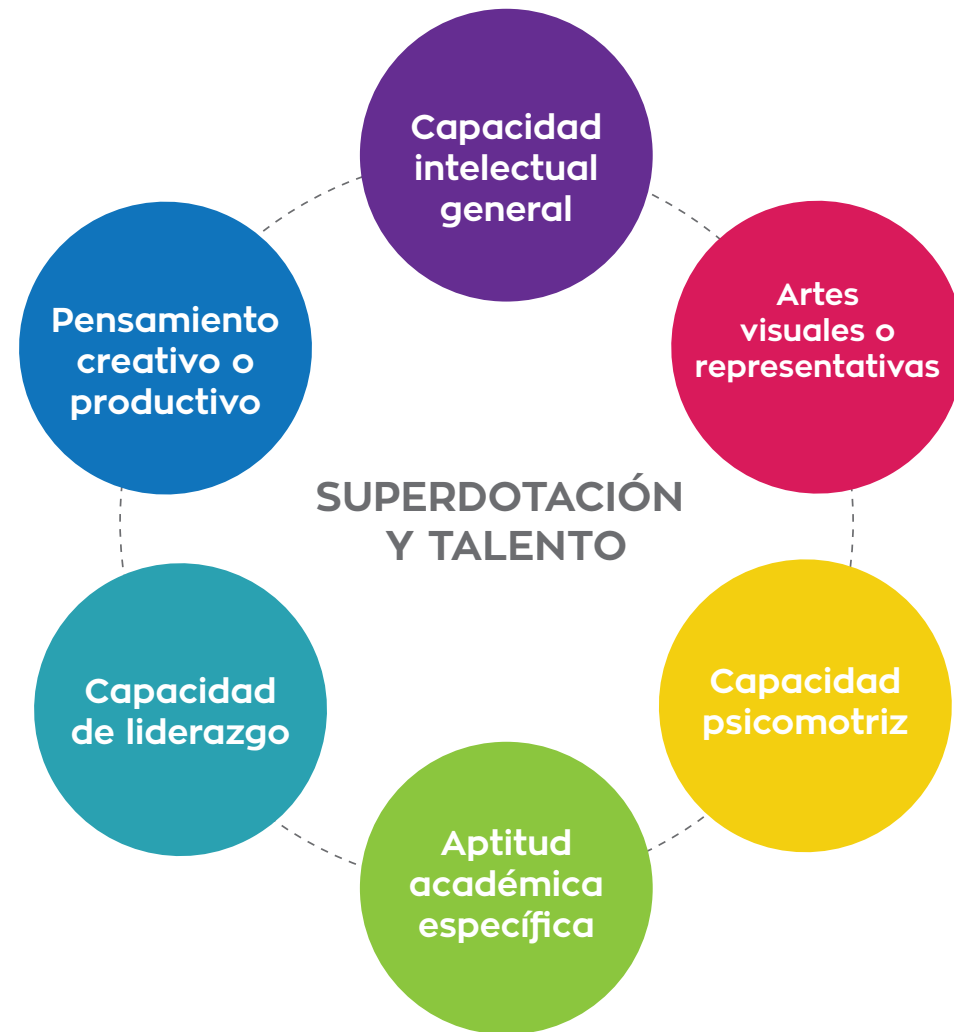 Capacidad
intelectual
general
Artes
visuales o
representativas
Pensamiento
creativo o
productivo
SUPERDOTACIÓN
Y TALENTO
Capacidad
psicomotriz
Capacidad
de liderazgo
Aptitud
académica
específica